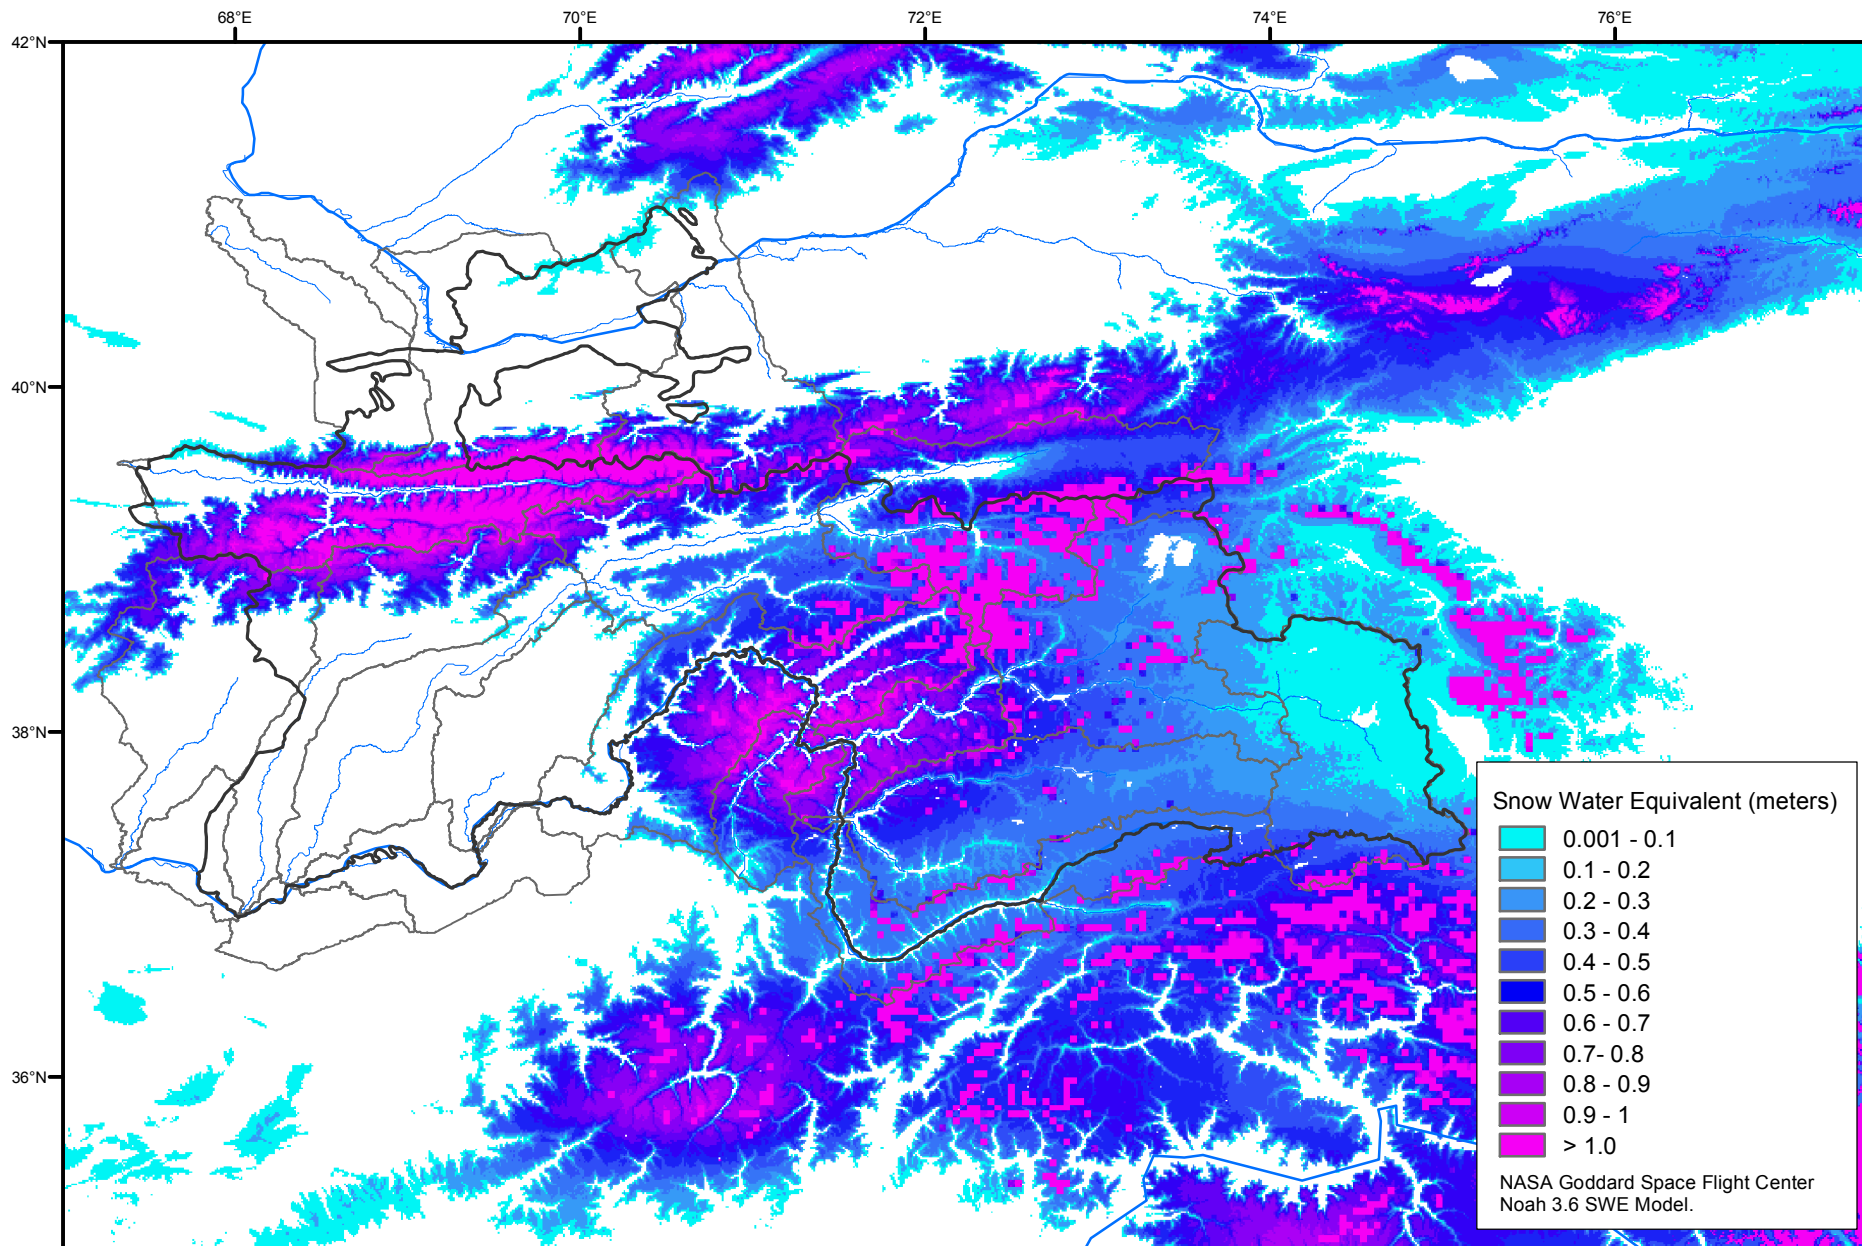 68°E
70°E
72°E
74°E
76°E
42°N
40°N
38°N
36°N
Snow Water Equivalent (meters)
0.001 - 0.1
0.1 - 0.2
0.2 - 0.3
0.3 - 0.4
0.4 - 0.5
0.5 - 0.6
0.6 - 0.7
0.7- 0.8
0.8 - 0.9
0.9 - 1
> 1.0
NASA Goddard Space Flight Center
Noah 3.6 SWE Model.